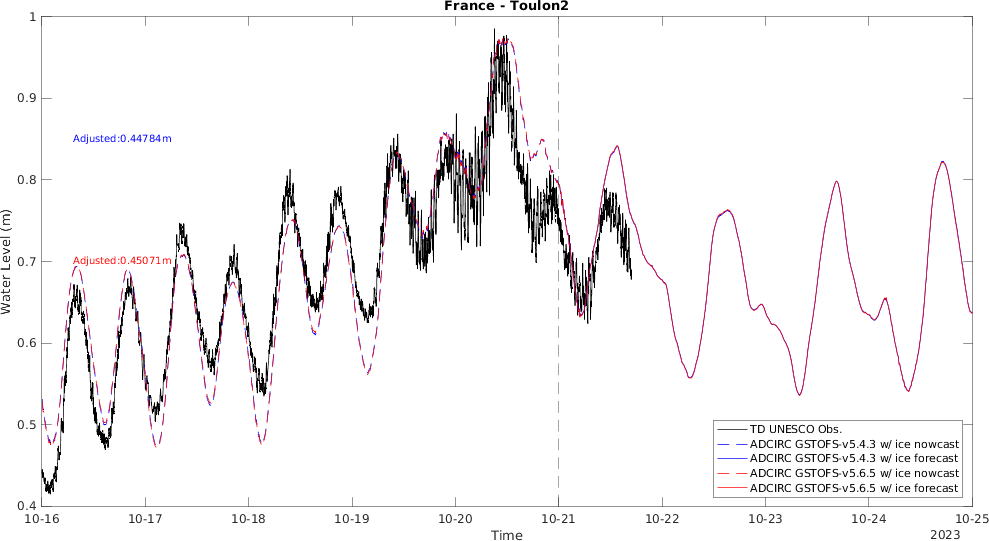 France - Toulon2
1
0.9
0.8
0.7
0.6
0.5
0.4
Water Level (m)
Adjusted:0.44784m
Adjusted:0.45071m
TD UNESCO Obs.
ADCIRC GSTOFS-v5.4.3 w/ ice nowcast
ADCIRC GSTOFS-v5.4.3 w/ ice forecast
ADCIRC GSTOFS-v5.6.5 w/ ice nowcast
ADCIRC GSTOFS-v5.6.5 w/ ice forecast
10-16 10-17 10-18 10-19 10-20 10-21 10-22 10-23 10-24 10-25
Time
2023